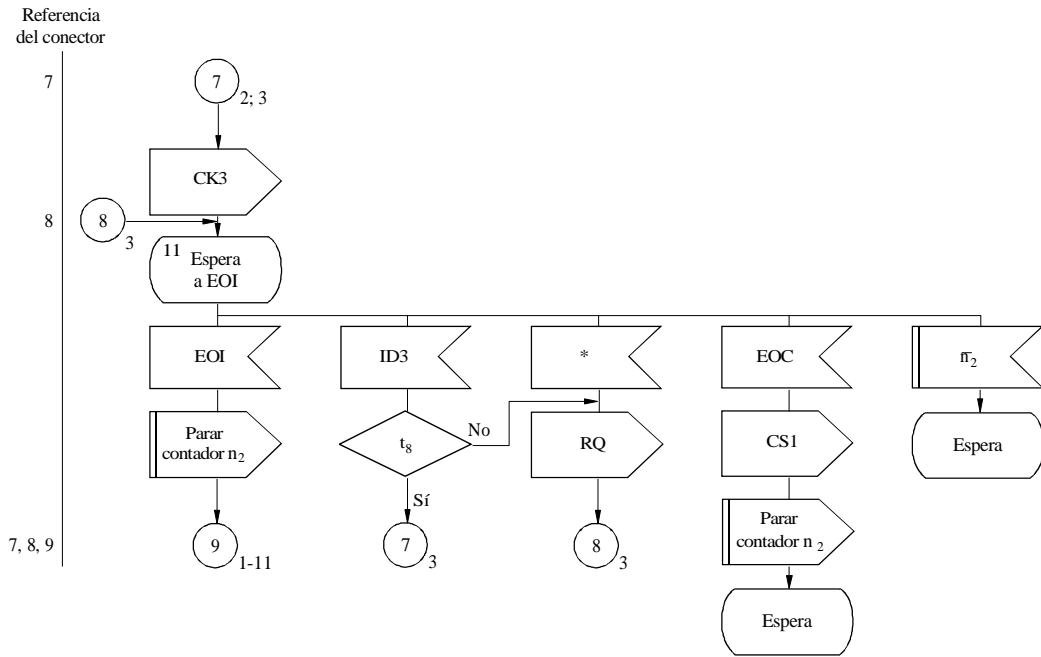 Referencia
del conector
7
7
2; 3
CK3
8
8
3
11
Espera
a EOI
EOI
ID3
*
EOC
n̅₂
Parar
contador n₂
t₈
No
RQ
CS1
Espera
Sí
7, 8, 9
9
1-11
7
3
8
3
Parar
contador n₂
Espera